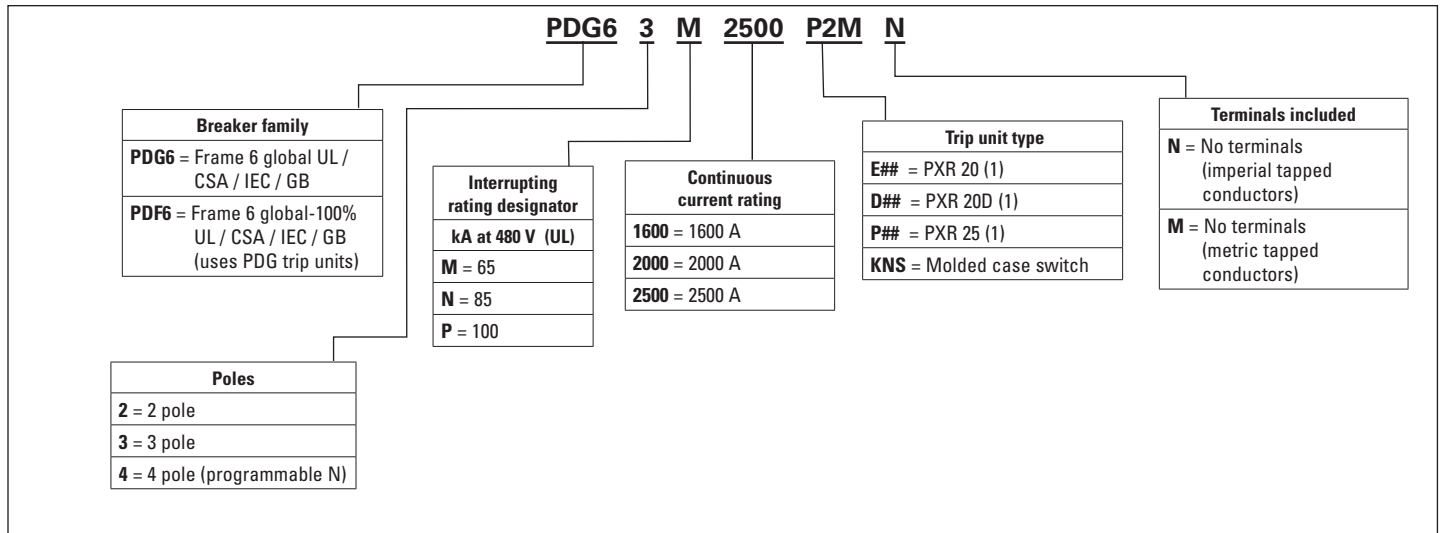 PDG6 3 M 2500 P2M N
Breaker family
PDG6 = Frame 6 global UL /
CSA / IEC / GB
PDF6 = Frame 6 global-100%
UL / CSA / IEC / GB
(uses PDG trip units)
Interrupting
rating designator
kA at 480 V (UL)
M = 65
N = 85
P = 100
Continuous
current rating
1600 = 1600 A
2000 = 2000 A
2500 = 2500 A
Trip unit type
E## = PXR 20 (1)
D## = PXR 20D (1)
P## = PXR 25 (1)
KNS = Molded case switch
Terminals included
N = No terminals
(imperial tapped
conductors)
M = No terminals
(metric tapped
conductors)
Poles
2 = 2 pole
3 = 3 pole
4 = 4 pole (programmable N)